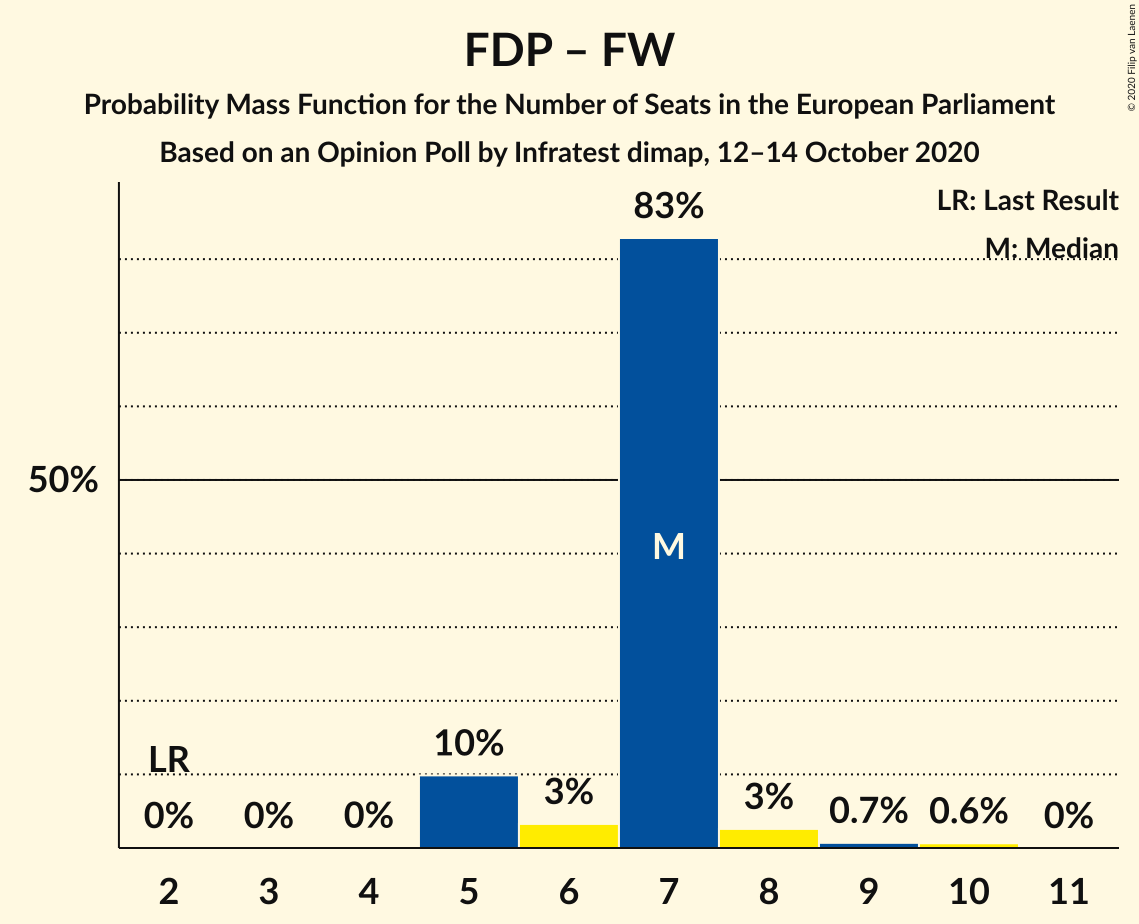 FDP – FW
Probability Mass Function for the Number of Seats in the European Parliament
Based on an Opinion Poll by Infratest dimap, 12–14 October 2020
© 2020 Filip van Laenen
LR: Last Result
M: Median
83%
50%
M
LR
10%
0%
0%
0%
3%
3%
0.7%
0.6%
0%
2 3 4 5 6 7 8 9 10 11